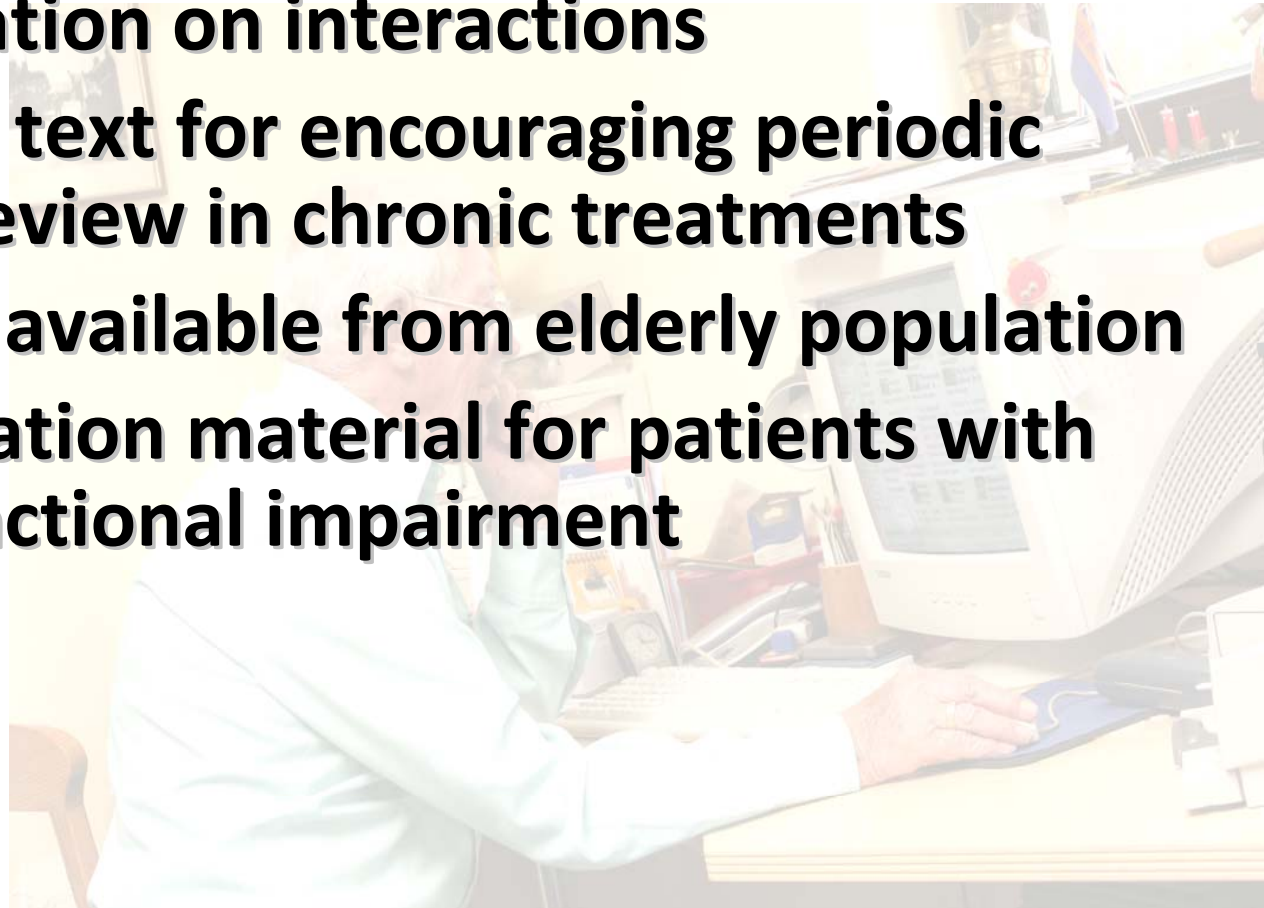 ation on interactions
text for encouraging periodic
eview in chronic treatments
available from elderly population
ation material for patients with
ctional impairment